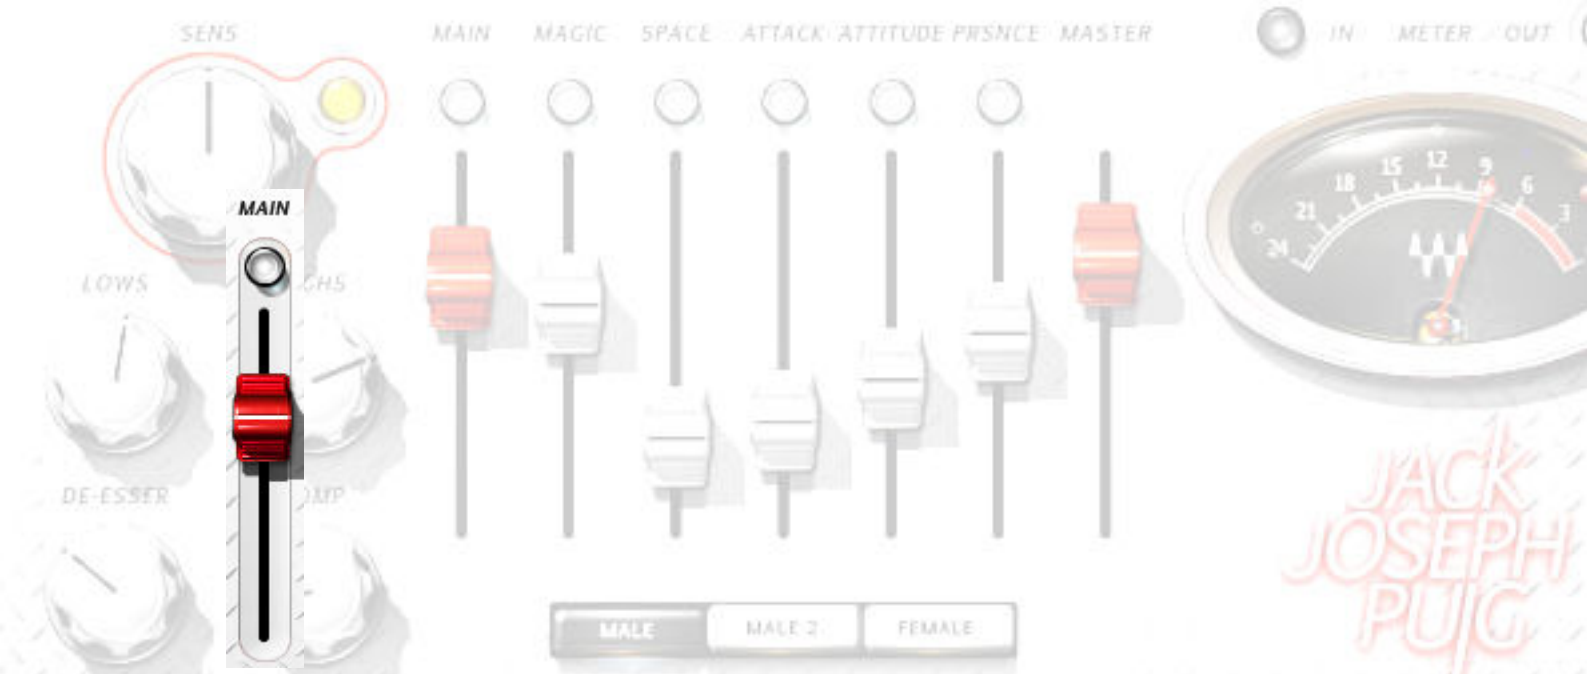 SENS
MAIN MAGIC SPACE ATTACK ATTITUDE PRSNCE MASTER
IN METER OUT
24 21 18 15 12 9 6 3
MAIN
LOWS
DE-ESSER
JACK
JOSEPH
PUIG
MALE MALE 2 FEMALE